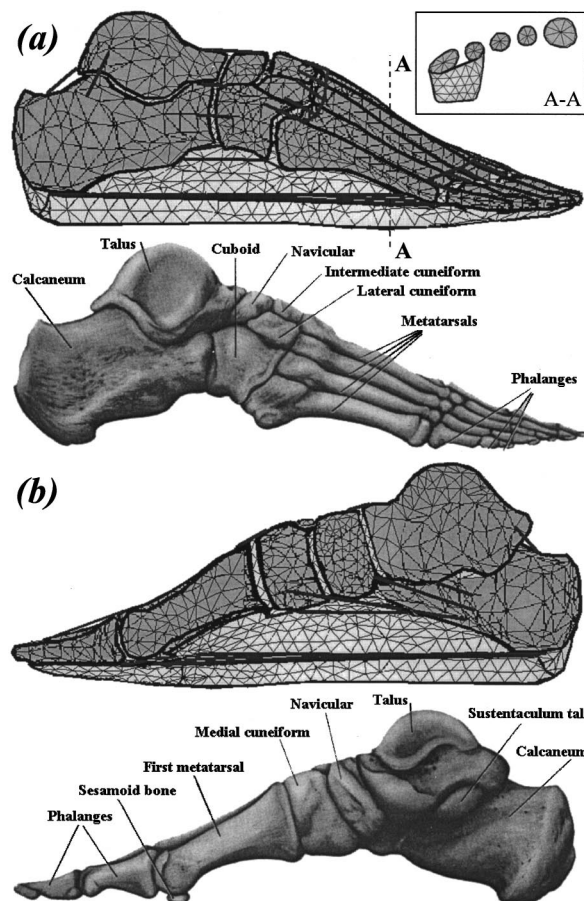 (a)
A
A-A
A
Talus
Cuboid
Navicular
Intermediate cuneiform
Lateral cuneiform
Calcaneum
Metatarsals
Phalanges
(b)
Talus
Navicular
Sustentaculum tal
Medial cuneiform
Calcaneum
First metatarsal
Sesamoid bone
Phalanges